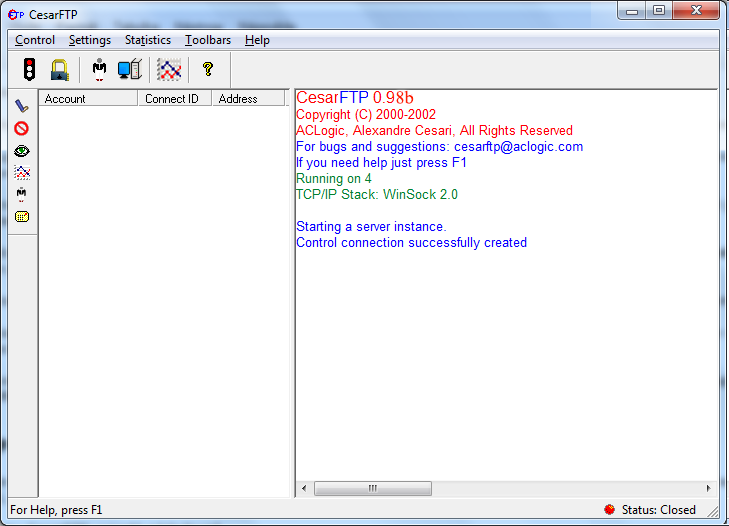 CesarFTP
Control Settings Statistics Toolbars Help
Account Connect ID Address
CesarFTP 0.98b
Copyright (C) 2000-2002
ACLogic, Alexandre Cesari, All Rights Reserved
For bugs and suggestions: cesarftp@aclogic.com
If you need help just press F1
Running on 4
TCP/IP Stack: WinSock 2.0
Starting a server instance.
Control connection successfully created
For Help, press F1
Status: Closed